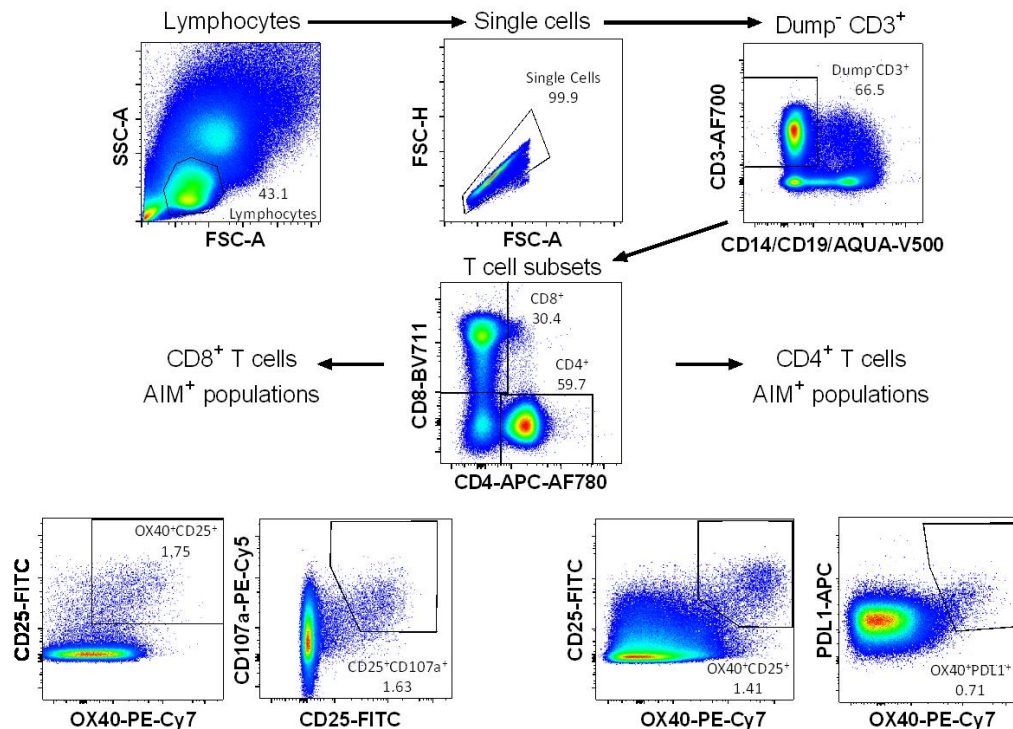 Lymphocytes
Single cells
Dump⁻ CD3⁺
SSC-A
43.1
Lymphocytes
FSC-A
FSC-H
Single Cells
99.9
FSC-A
CD3-AF700
Dump⁻CD3⁺
66.5
CD14/CD19/AQUA-V500
T cell subsets
CD8⁺ T cells
AIM⁺ populations
CD8-BV711
CD8⁺
30.4
CD4⁺
59.7
CD4-APC-AF780
CD4⁺ T cells
AIM⁺ populations
CD25-FITC
OX40⁺CD25⁺
1,75
OX40-PE-Cy7
CD107a-PE-Cy5
CD25⁺CD107a⁺
1.63
CD25-FITC
CD25-FITC
OX40⁺CD25⁺
1.41
OX40-PE-Cy7
PDL1-APC
OX40⁺PDL1⁺
0.71
OX40-PE-Cy7